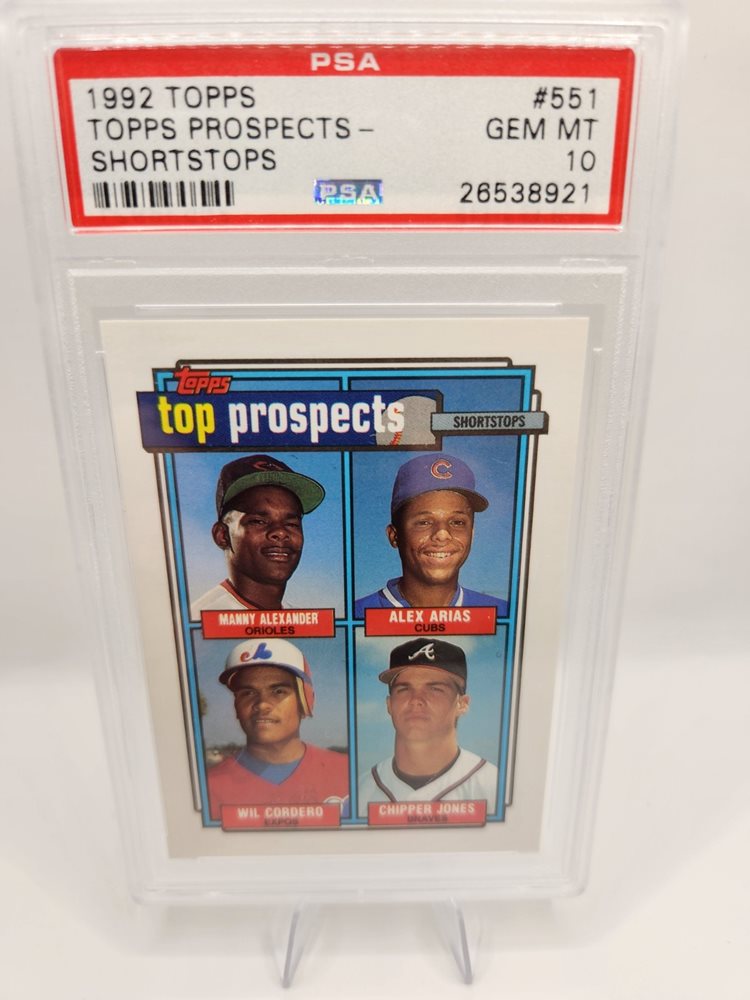 PSA
1992 TOPPS #551
TOPPS PROSPECTS - GEM MT
SHORTSTOPS 10
PSA 26538921
topps
top prospects SHORTSTOPS
C
MANNY ALEXANDER ALEX ARIAS
ORIOLES CUBS
A
WIL CORDERO CHIPPER JONES
EXPOS BRAVES